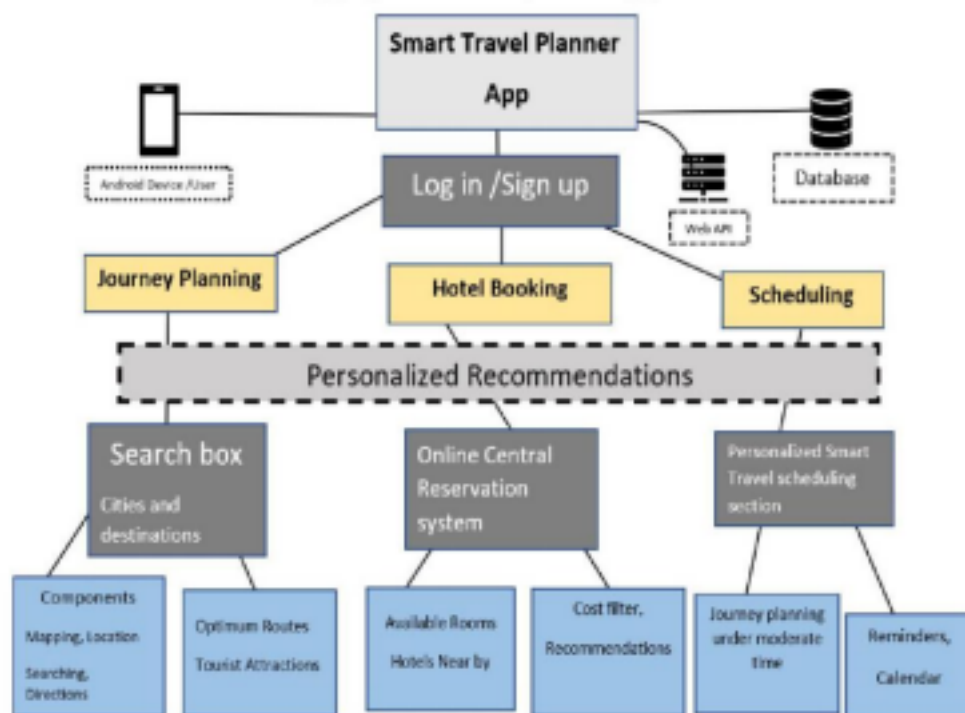 Smart Travel Planner
App
Android Device /User
Log in /Sign up
Web API
Database
Journey Planning
Hotel Booking
Scheduling
Personalized Recommendations
Search box
Cities and
destinations
Online Central
Reservation
system
Personalized Smart
Travel scheduling
section
Components
Mapping, Location
Searching,
Directions
Optimum Routes
Tourist Attractions
Available Rooms
Hotels Near by
Cost filter,
Recommendations
Journey planning
under moderate
time
Reminders,
Calendar